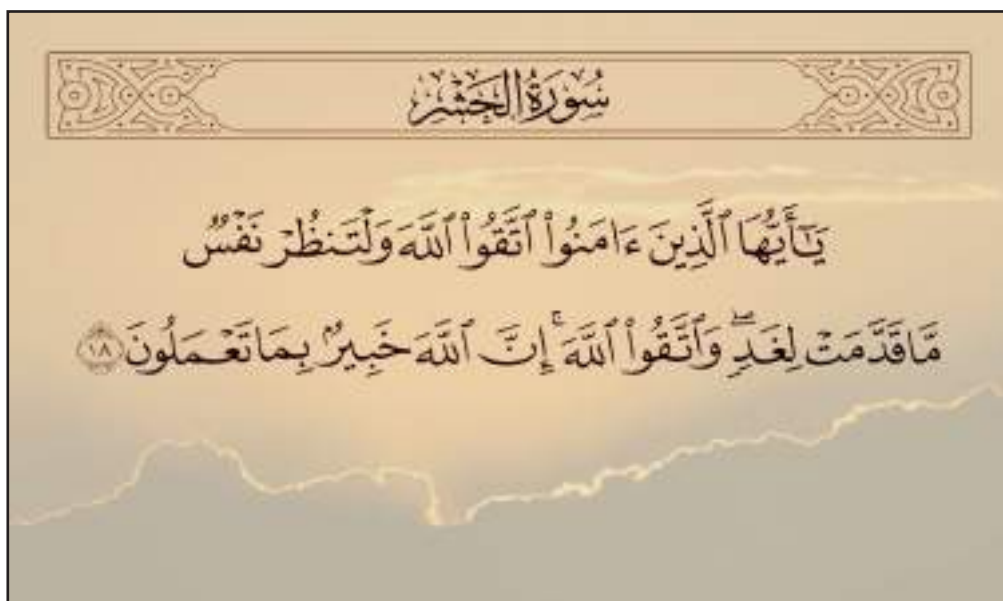 سُورَةُ الحَشْرِ
يَٰٓأَيُّهَا ٱلَّذِينَ ءَامَنُواْ ٱتَّقُواْ ٱللَّهَ وَلْتَنظُرْ نَفْسٌ
مَّا قَدَّمَتْ لِغَدٍۖ وَٱتَّقُواْ ٱللَّهَۚ إِنَّ ٱللَّهَ خَبِيرٌۢ بِمَا تَعْمَلُونَ ١٨